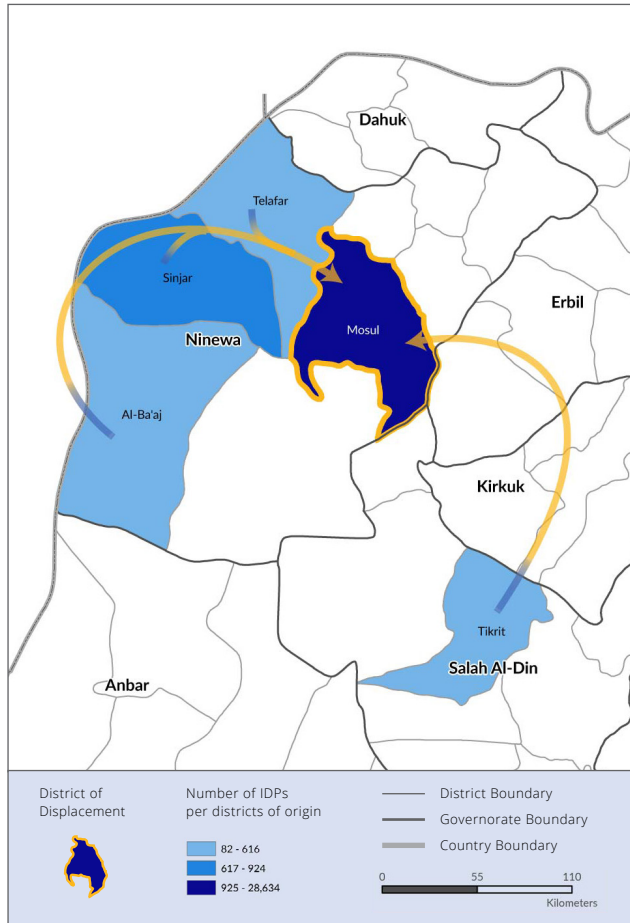 Dahuk
Telafar
Sinjar
Erbil
Mosul
Ninewa
Al-Ba'aj
Kirkuk
Tikrit
Salah Al-Din
Anbar
District of
Displacement
Number of IDPs
per districts of origin
82 - 616
617 - 924
925 - 28,634
District Boundary
Governorate Boundary
Country Boundary
0 55 110
Kilometers